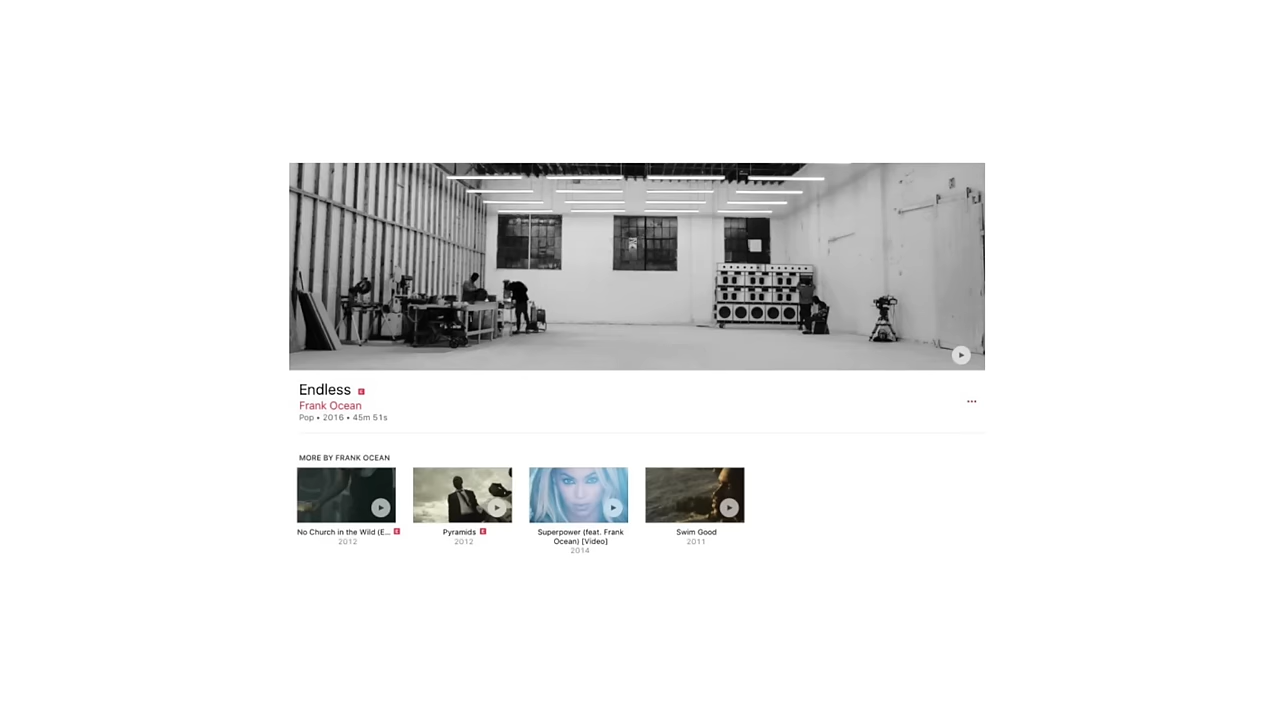 Endless E
Frank Ocean
Pop • 2016 • 45m 51s
MORE BY FRANK OCEAN
No Church in the Wild (E... E
2012
Pyramids E
2012
Superpower (feat. Frank
Ocean) [Video]
2014
Swim Good
2011